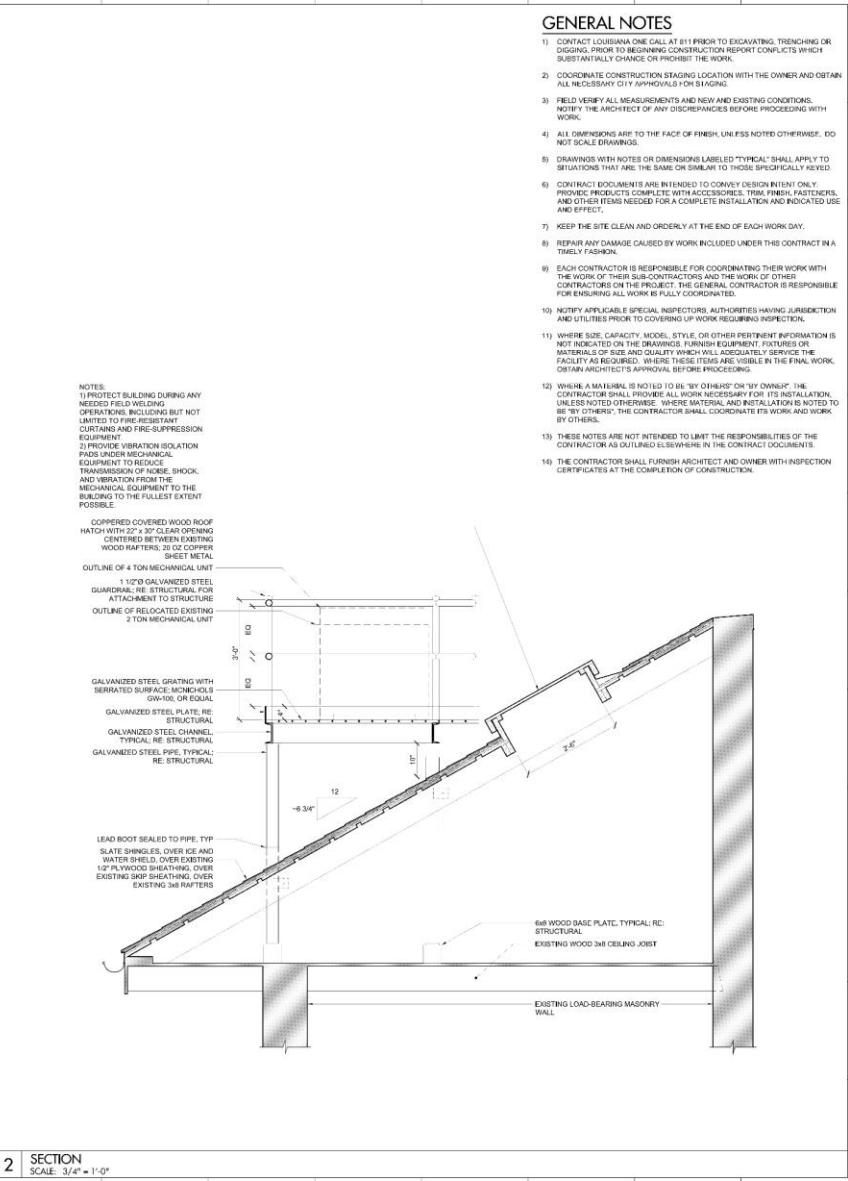 GENERAL NOTES
1) CONTACT LOUISIANA ONE CALL AT 811 PRIOR TO EXCAVATING, TRENCHING OR
DIGGING. PRIOR TO BEGINNING CONSTRUCTION REPORT CONFLICTS WHICH
SUBSTANTIALLY CHANGE OR PROHIBIT THE WORK.
2) COORDINATE CONSTRUCTION STAGING LOCATION WITH THE OWNER AND OBTAIN
ALL NECESSARY CITY APPROVALS FOR STAGING.
3) FIELD VERIFY ALL MEASUREMENTS AND NEW AND EXISTING CONDITIONS.
NOTIFY THE ARCHITECT OF ANY DISCREPANCIES BEFORE PROCEEDING WITH
WORK.
4) ALL DIMENSIONS ARE TO THE FACE OF FINISH, UNLESS NOTED OTHERWISE. DO
NOT SCALE DRAWINGS.
5) DRAWINGS WITH NOTES OR DIMENSIONS LABELED "TYPICAL" SHALL APPLY TO
SITUATIONS THAT ARE THE SAME OR SIMILAR TO THOSE SPECIFICALLY KEYED.
6) CONTRACT DOCUMENTS ARE INTENDED TO CONVEY DESIGN INTENT ONLY.
PROVIDE PRODUCTS COMPLETE WITH ACCESSORIES, TRIM, FINISH, FASTENERS,
AND OTHER ITEMS NEEDED FOR A COMPLETE INSTALLATION AND INDICATED USE
AND EFFECT.
7) KEEP THE SITE CLEAN AND ORDERLY AT THE END OF EACH WORK DAY.
8) REPAIR ANY DAMAGE CAUSED BY WORK INCLUDED UNDER THIS CONTRACT IN A
TIMELY FASHION.
9) EACH CONTRACTOR IS RESPONSIBLE FOR COORDINATING THEIR WORK WITH
THE WORK OF THEIR SUB-CONTRACTORS AND THE WORK OF OTHER
CONTRACTORS ON THE PROJECT. THE GENERAL CONTRACTOR IS RESPONSIBLE
FOR ENSURING ALL WORK IS FULLY COORDINATED.
10) NOTIFY APPLICABLE SPECIAL INSPECTORS, AUTHORITIES HAVING JURISDICTION
AND UTILITIES PRIOR TO COVERING UP WORK REQUIRING INSPECTION.
11) WHERE SIZE, CAPACITY, MODEL, STYLE, OR OTHER PERTINENT INFORMATION IS
NOT INDICATED ON THE DRAWINGS, FURNISH EQUIPMENT, FIXTURES OR
MATERIALS OF SIZE AND QUALITY WHICH WILL ADEQUATELY SERVICE THE
FACILITY AS REQUIRED. WHERE THESE ITEMS ARE VISIBLE IN THE FINAL WORK,
OBTAIN ARCHITECT'S APPROVAL BEFORE PROCEEDING.
12) WHERE A MATERIAL IS NOTED TO BE "BY OTHERS" OR "BY OWNER", THE
CONTRACTOR SHALL PROVIDE ALL WORK NECESSARY FOR ITS INSTALLATION,
UNLESS NOTED OTHERWISE. WHERE MATERIAL AND INSTALLATION IS NOTED TO
BE "BY OTHERS", THE CONTRACTOR SHALL COORDINATE ITS WORK AND WORK
BY OTHERS.
13) THESE NOTES ARE NOT INTENDED TO LIMIT THE RESPONSIBILITIES OF THE
CONTRACTOR AS OUTLINED ELSEWHERE IN THE CONTRACT DOCUMENTS.
14) THE CONTRACTOR SHALL FURNISH ARCHITECT AND OWNER WITH INSPECTION
CERTIFICATES AT THE COMPLETION OF CONSTRUCTION.
NOTES:
1) PROTECT BUILDING DURING ANY
NEEDED FIELD WELDING
OPERATIONS, INCLUDING BUT NOT
LIMITED TO FIRE-RESISTANT
CURTAINS AND FIRE-SUPPRESSION
EQUIPMENT.
2) PROVIDE VIBRATION ISOLATION
PADS UNDER MECHANICAL
EQUIPMENT TO REDUCE
TRANSMISSION OF NOISE, SHOCK,
AND VIBRATION FROM THE
MECHANICAL EQUIPMENT TO THE
BUILDING TO THE FULLEST EXTENT
POSSIBLE.
COPPERED COVERED WOOD ROOF
HATCH WITH 22" x 30" CLEAR OPENING
CENTERED BETWEEN EXISTING
WOOD RAFTERS; 20 OZ COPPER
SHEET METAL
OUTLINE OF 4 TON MECHANICAL UNIT
1 1/2"Ø GALVANIZED STEEL
GUARDRAIL; RE: STRUCTURAL FOR
ATTACHMENT TO STRUCTURE
OUTLINE OF RELOCATED EXISTING
2 TON MECHANICAL UNIT
EQ
3'-0"
EQ
GALVANIZED STEEL GRATING WITH
SERRATED SURFACE; MCNICHOLS
GW-100, OR EQUAL
4"
GALVANIZED STEEL PLATE; RE:
STRUCTURAL
GALVANIZED STEEL CHANNEL,
TYPICAL; RE: STRUCTURAL
GALVANIZED STEEL PIPE, TYPICAL;
RE: STRUCTURAL
2'-6"
10"
12
~6 3/4"
LEAD BOOT SEALED TO PIPE, TYP
SLATE SHINGLES, OVER ICE AND
WATER SHIELD, OVER EXISTING
1/2" PLYWOOD SHEATHING, OVER
EXISTING SKIP SHEATHING, OVER
EXISTING 3x8 RAFTERS
6x8 WOOD BASE PLATE, TYPICAL; RE:
STRUCTURAL
EXISTING WOOD 3x8 CEILING JOIST
EXISTING LOAD-BEARING MASONRY
WALL
2 SECTION
SCALE: 3/4" = 1'-0"